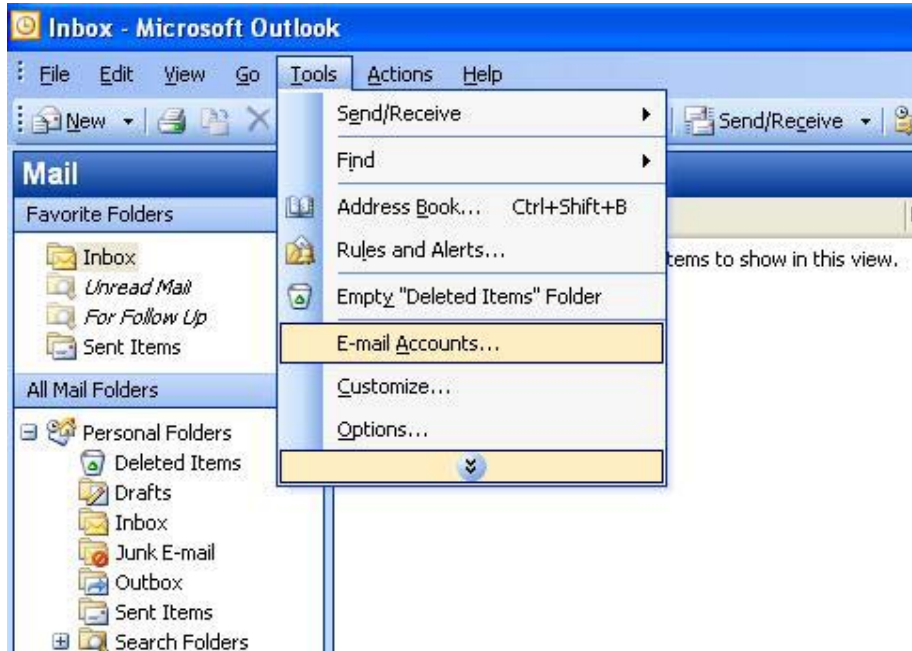 Inbox - Microsoft Outlook
File Edit View Go Tools Actions Help
New Send/Receive
Send/Receive
Find
Address Book... Ctrl+Shift+B
Rules and Alerts...
Empty "Deleted Items" Folder
E-mail Accounts...
Customize...
Options...
Mail
Favorite Folders
Inbox
Unread Mail
For Follow Up
Sent Items
All Mail Folders
Personal Folders
Deleted Items
Drafts
Inbox
Junk E-mail
Outbox
Sent Items
Search Folders
tems to show in this view.